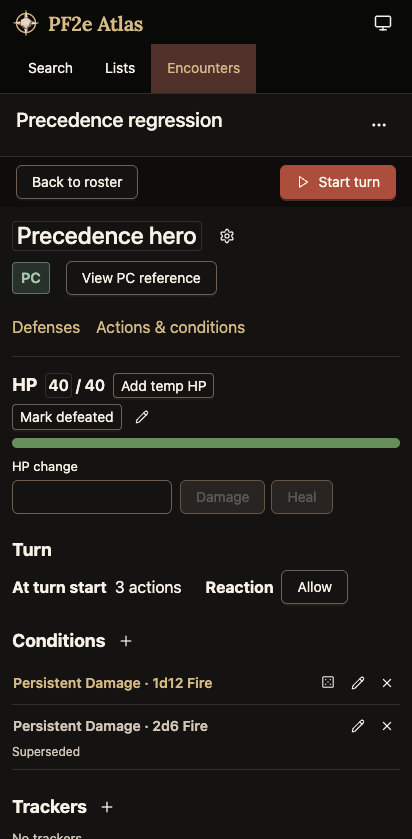 PF2e Atlas
Search Lists Encounters
Precedence regression
Back to roster Start turn
Precedence hero
PC View PC reference
Defenses Actions & conditions
HP 40 / 40 Add temp HP
Mark defeated
HP change
Damage Heal
Turn
At turn start 3 actions Reaction Allow
Conditions
Persistent Damage · 1d12 Fire
Persistent Damage · 2d6 Fire
Superseded
Trackers
No trackers